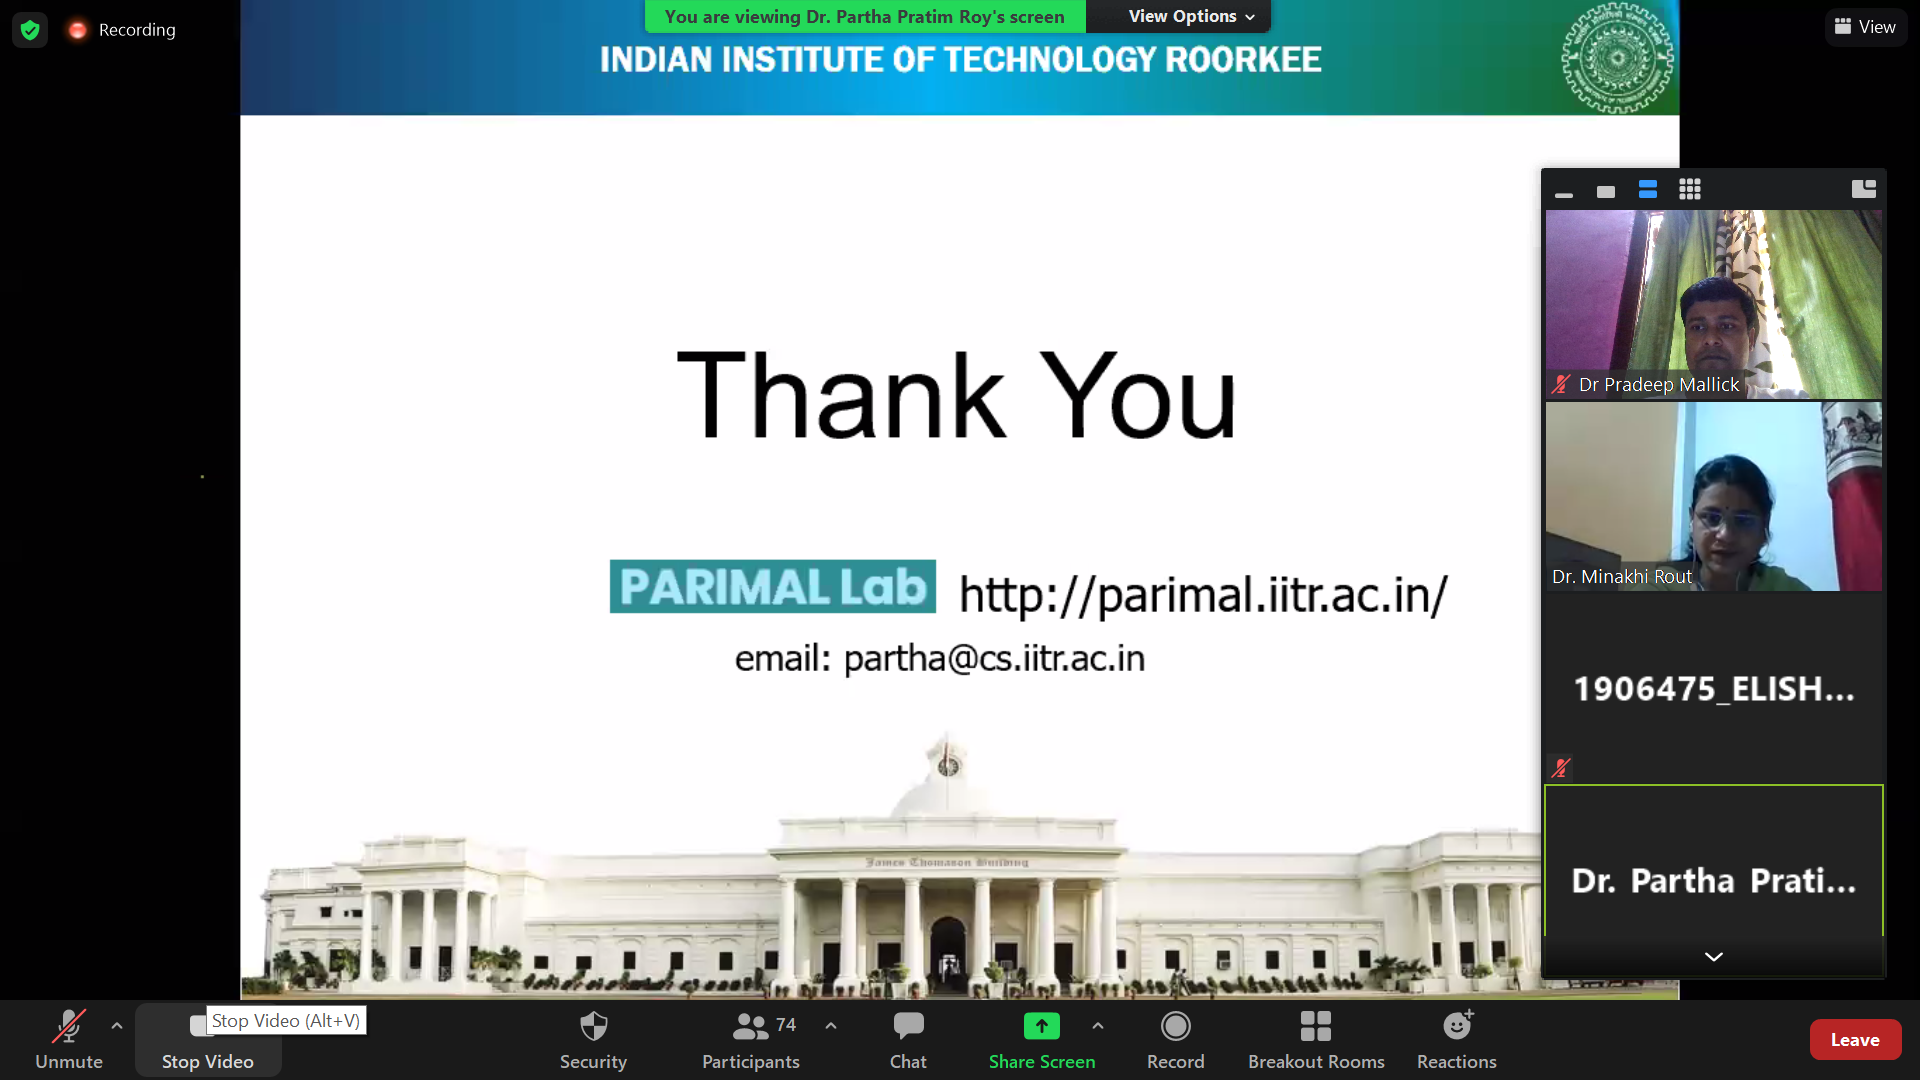 Recording
You are viewing Dr. Partha Pratim Roy's screen
View Options
View
INDIAN INSTITUTE OF TECHNOLOGY ROORKEE
Thank You
PARIMAL Lab
http://parimal.iitr.ac.in/
email: partha@cs.iitr.ac.in
James Thomason Building
Dr Pradeep Mallick
Dr. Minakhi Rout
1906475_ELISH...
Dr. Partha Prati...
Stop Video (Alt+V)
Unmute
Stop Video
Security
74
Participants
Chat
Share Screen
Record
Breakout Rooms
Reactions
Leave